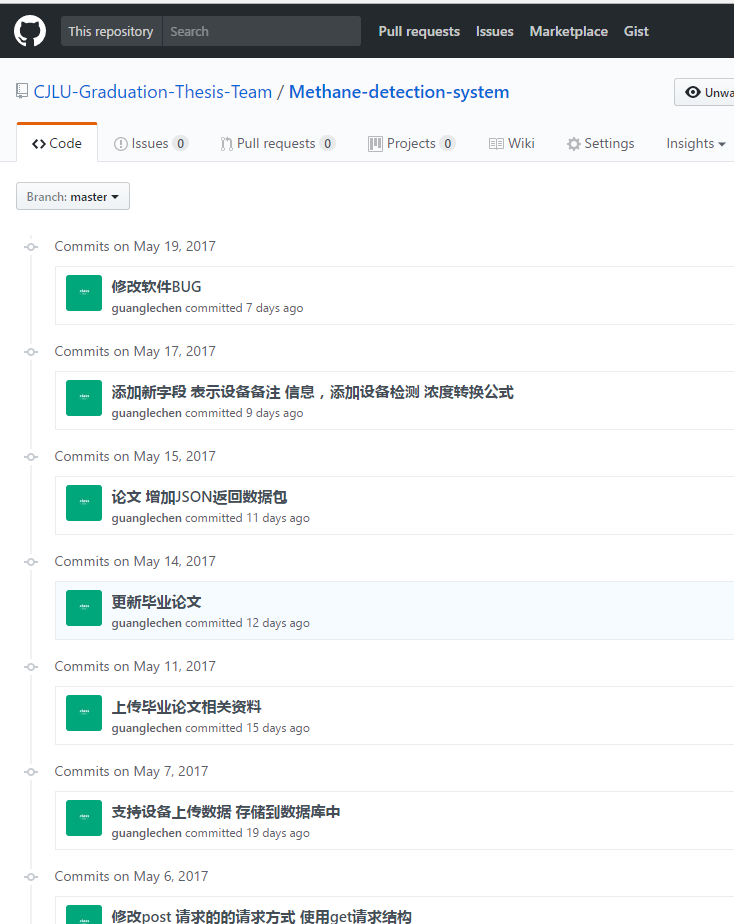 This repository Search Pull requests Issues Marketplace Gist
CJLU-Graduation-Thesis-Team / Methane-detection-system Unwa
Code Issues 0 Pull requests 0 Projects 0 Wiki Settings Insights
Branch: master
Commits on May 19, 2017
修改软件BUG
guanglechen committed 7 days ago
Commits on May 17, 2017
添加新字段 表示设备备注 信息，添加设备检测 浓度转换公式
guanglechen committed 9 days ago
Commits on May 15, 2017
论文 增加JSON返回数据包
guanglechen committed 11 days ago
Commits on May 14, 2017
更新毕业论文
guanglechen committed 12 days ago
Commits on May 11, 2017
上传毕业论文相关资料
guanglechen committed 15 days ago
Commits on May 7, 2017
支持设备上传数据 存储到数据库中
guanglechen committed 19 days ago
Commits on May 6, 2017
修改post 请求的的请求方式 使用get请求结构